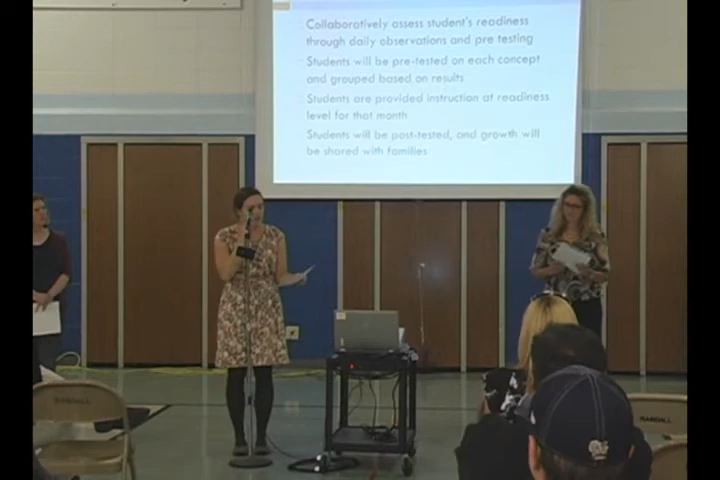 Collaboratively assess student's readiness
through daily observations and pre testing
Students will be pre-tested on each concept
and grouped based on results
Students are provided instruction at readiness
level for that month
Students will be post-tested, and growth will
be shared with families
RANDALL
RANDALL